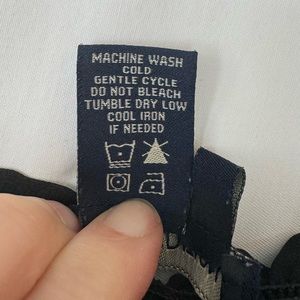 MACHINE WASH
COLD
GENTLE CYCLE
DO NOT BLEACH
TUMBLE DRY LOW
COOL IRON
IF NEEDED